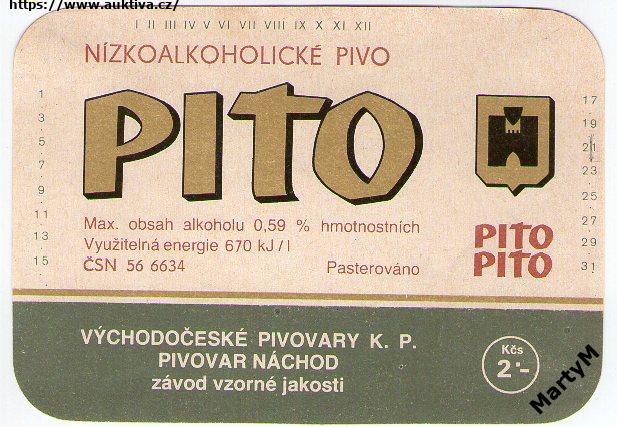 https://www.auktiva.cz/
I II III IV V VI VII VIII IX X XI XII
NÍZKOALKOHOLICKÉ PIVO
PITO
1
3
5
7
9
11
13
15
17
19
21
23
25
27
29
31
Max. obsah alkoholu 0,59 % hmotnostních
Využitelná energie 670 kJ/l
ČSN 56 6634 Pasterováno
PITO
PITO
VÝCHODOČESKÉ PIVOVARY K. P.
PIVOVAR NÁCHOD
závod vzorné jakosti
Kčs
2·-
MartyM